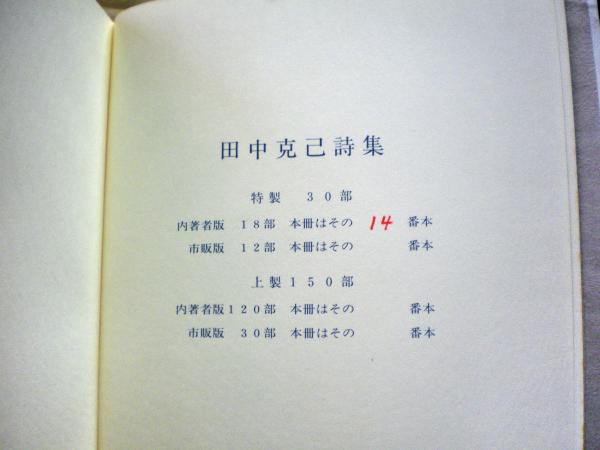 田中克己詩集
特製　３０部
内著者版　１８部　本冊はその　14　番本
市販版　１２部　本冊はその　　　番本
上製１５０部
内著者版１２０部　本冊はその　　　番本
市販版　３０部　本冊はその　　　番本